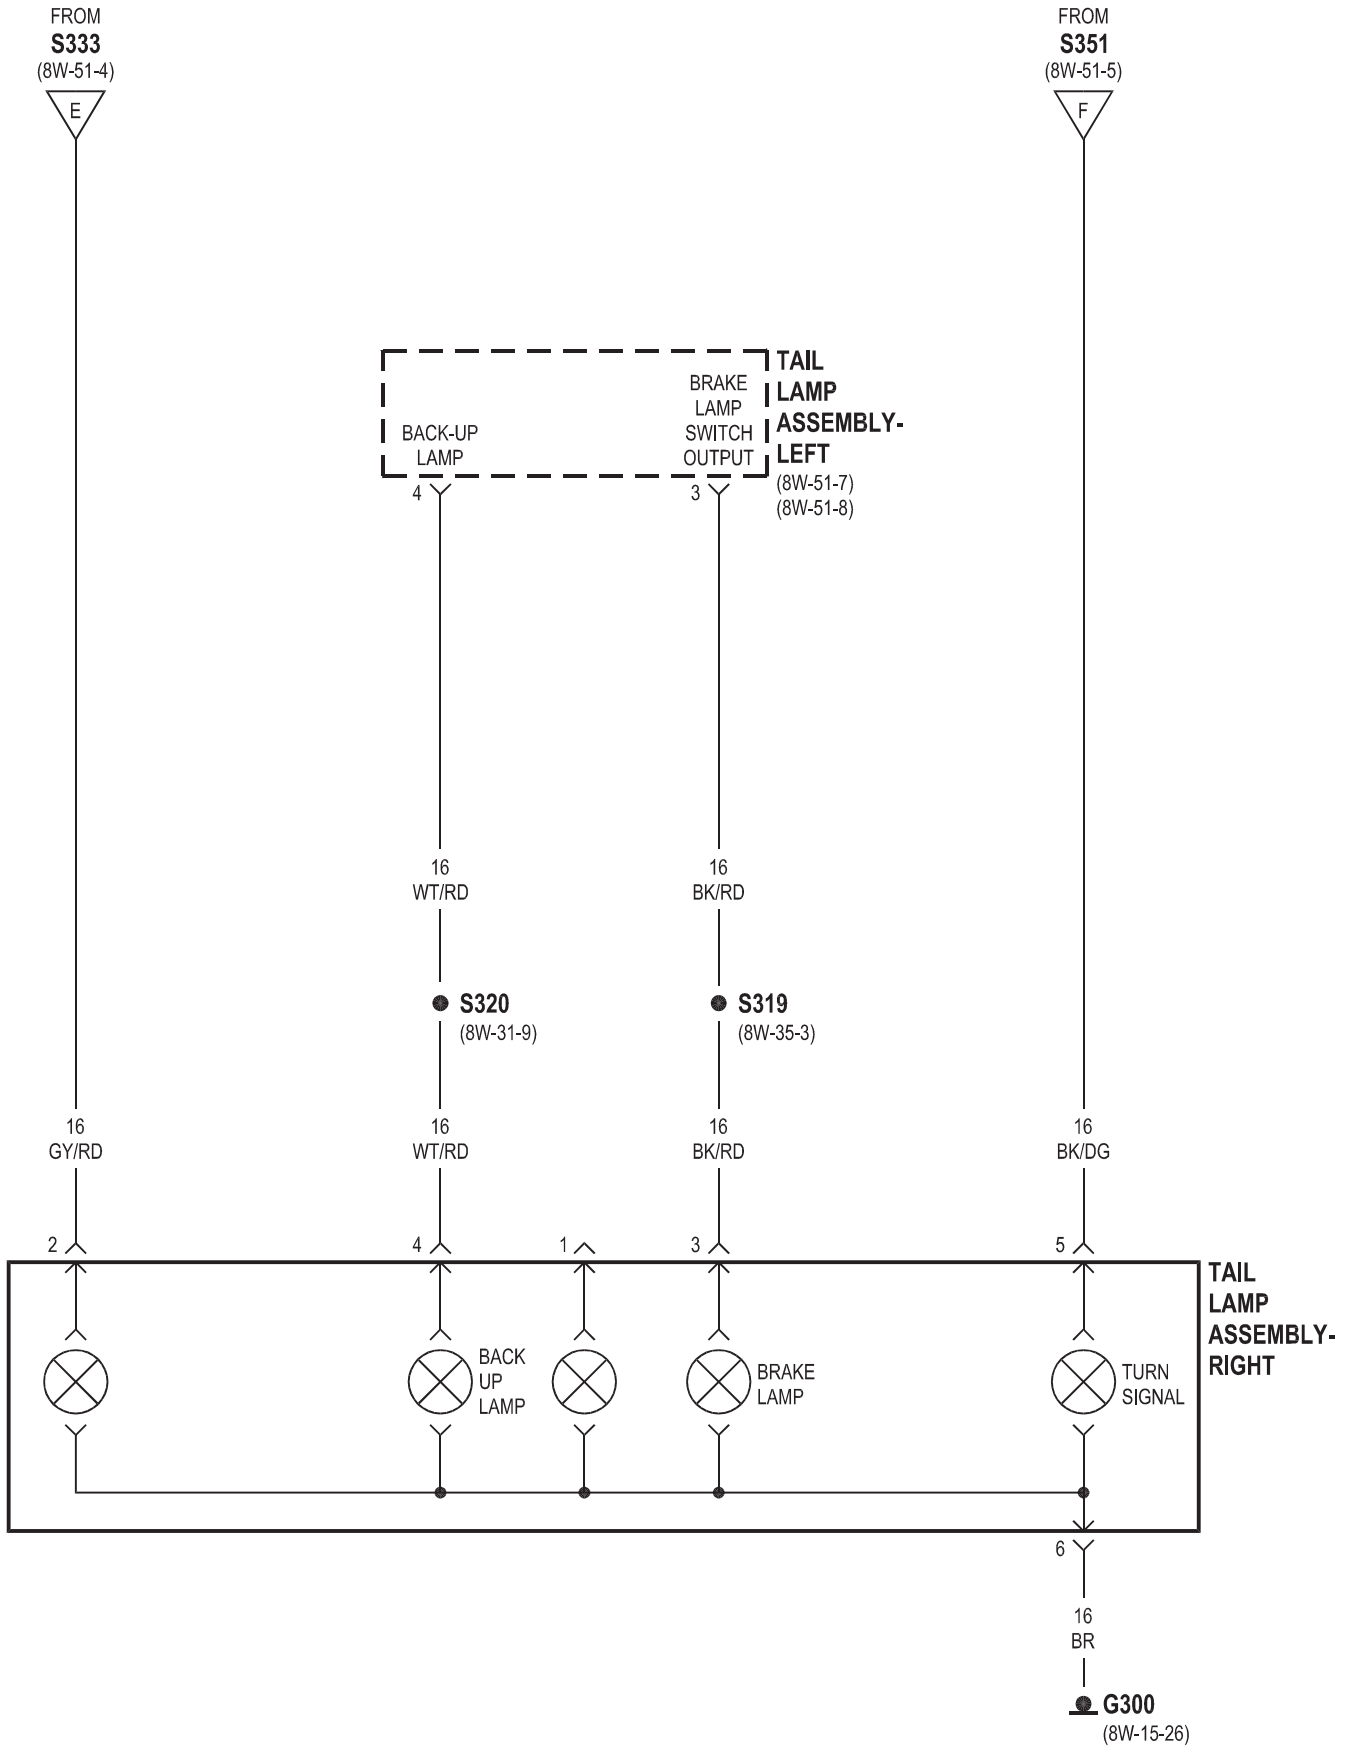 FROM
S333
(8W-51-4)
E
FROM
S351
(8W-51-5)
F
BACK-UP
LAMP
BRAKE
LAMP
SWITCH
OUTPUT
TAIL
LAMP
ASSEMBLY-
LEFT
(8W-51-7)
(8W-51-8)
4
3
16
WT/RD
16
BK/RD
S320
(8W-31-9)
S319
(8W-35-3)
16
GY/RD
16
WT/RD
16
BK/RD
16
BK/DG
2
4
1
3
5
TAIL
LAMP
ASSEMBLY-
RIGHT
BACK
UP
LAMP
BRAKE
LAMP
TURN
SIGNAL
6
16
BR
G300
(8W-15-26)